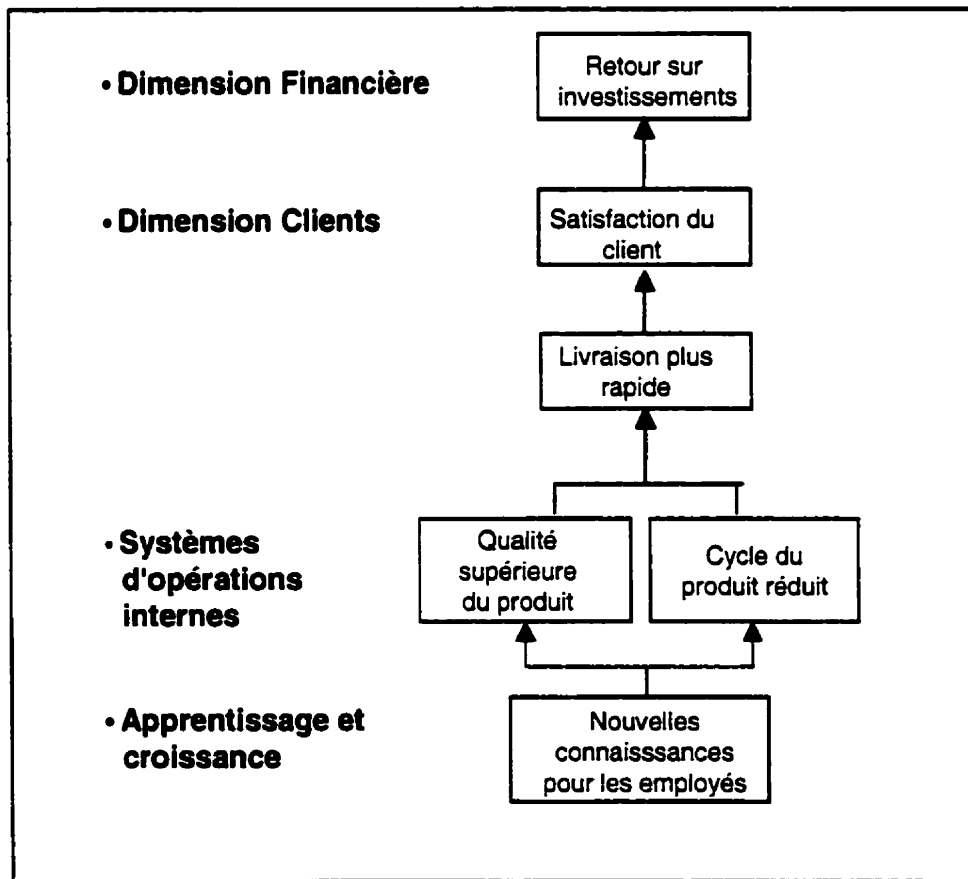 • Dimension Financière
Retour sur
investissements
• Dimension Clients
Satisfaction du
client
Livraison plus
rapide
• Systèmes
d'opérations
internes
Qualité
supérieure
du produit
Cycle du
produit réduit
• Apprentissage et
croissance
Nouvelles
connaisssances
pour les employés